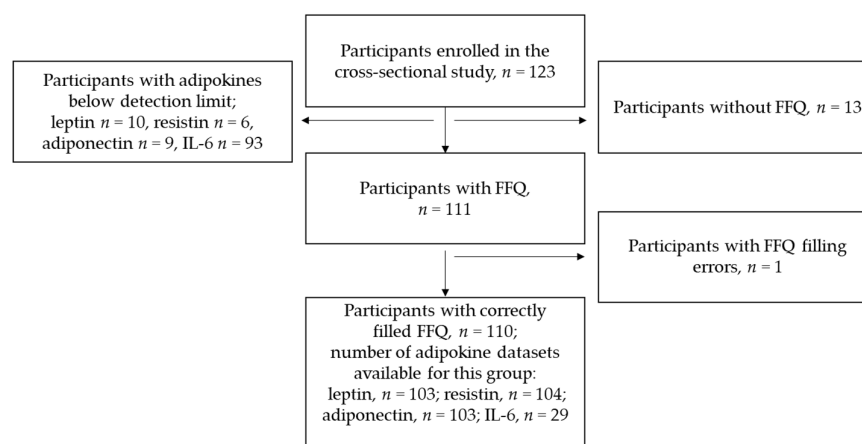 Participants enrolled in the
cross-sectional study, n = 123
Participants with adipokines
below detection limit;
leptin n = 10, resistin n = 6,
adiponectin n = 9, IL-6 n = 93
Participants without FFQ, n = 13
Participants with FFQ,
n = 111
Participants with FFQ filling
errors, n = 1
Participants with correctly
filled FFQ, n = 110;
number of adipokine datasets
available for this group:
leptin, n = 103; resistin, n = 104;
adiponectin, n = 103; IL-6, n = 29